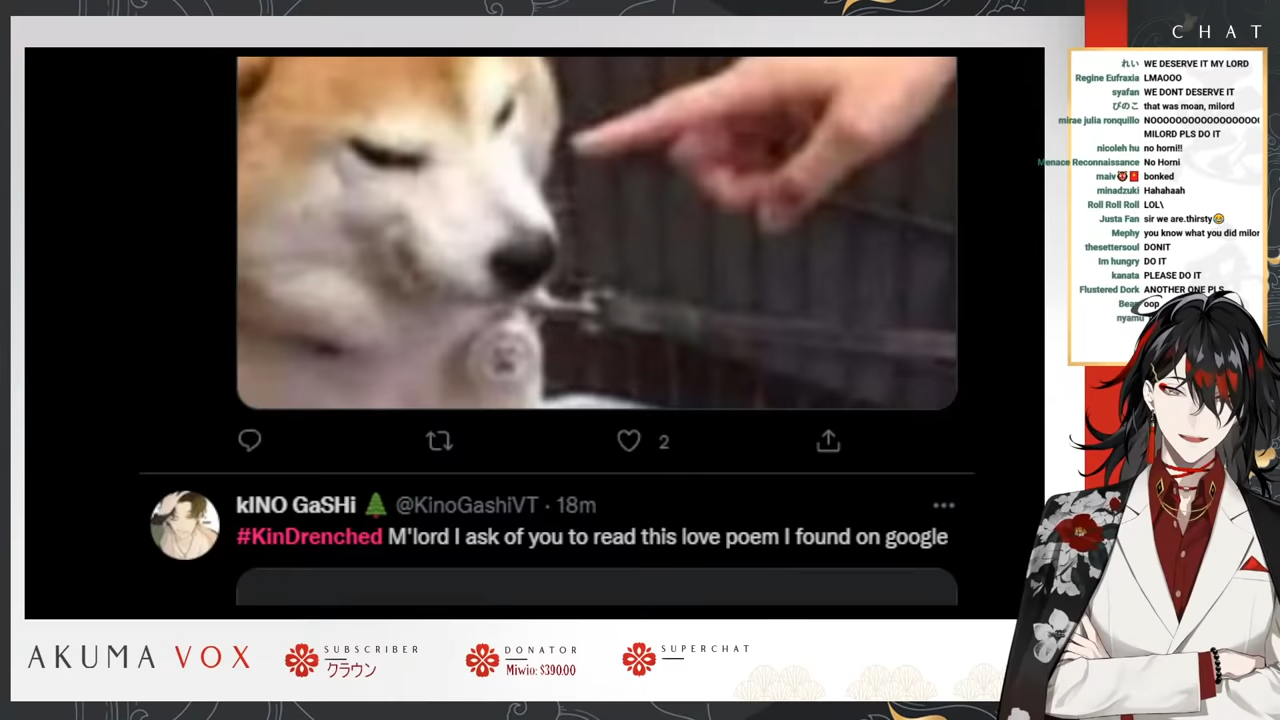 CHAT
れい WE DESERVE IT MY LORD
Regine Eufraxia LMAOOO
syafan WE DONT DESERVE IT
びのこ that was moan, milord
mirae julia ronquillo NOOOOOOOOOOOOOOOOO
MILORD PLS DO IT
nicoleh hu no horni!!
Menace Reconnaissance No Horni
maiv👹🧧 bonked
minadzuki Hahahaah
Roll Roll Roll LOL\
Justa Fan sir we are.thirsty😂
Mephy you know what you did milor
thesettersoul DONIT
Im hungry DO IT
kanata PLEASE DO IT
Flustered Dork ANOTHER ONE PLS
Bear oop
nyamu
2
kINO GaSHi 🌲 @KinoGashiVT · 18m
#KinDrenched M'lord I ask of you to read this love poem I found on google
AKUMA VOX
SUBSCRIBER
クラウン
DONATOR
Miwio: $390.00
SUPERCHAT